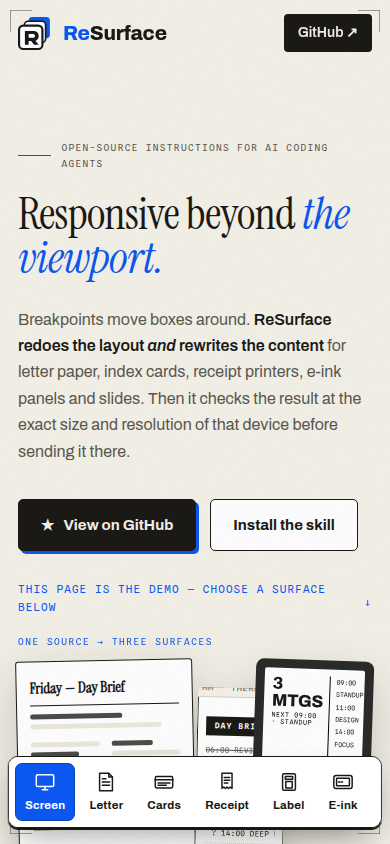 R ReSurface
GitHub ↗
OPEN-SOURCE INSTRUCTIONS FOR AI CODING
AGENTS
Responsive beyond the
viewport.
Breakpoints move boxes around. ReSurface
redoes the layout and rewrites the content for
letter paper, index cards, receipt printers, e-ink
panels and slides. Then it checks the result at the
exact size and resolution of that device before
sending it there.
★ View on GitHub
Install the skill
THIS PAGE IS THE DEMO — CHOOSE A SURFACE
BELOW ↓
ONE SOURCE → THREE SURFACES
Friday — Day Brief
DAY BRI
06:00 REVI
3
MTGS
NEXT 09:00
· STANDUP
09:00
STANDUP
11:00
DESIGN
14:00
FOCUS
Screen
Letter
Cards
Receipt
Label
E-ink
? 14:00 DEEP